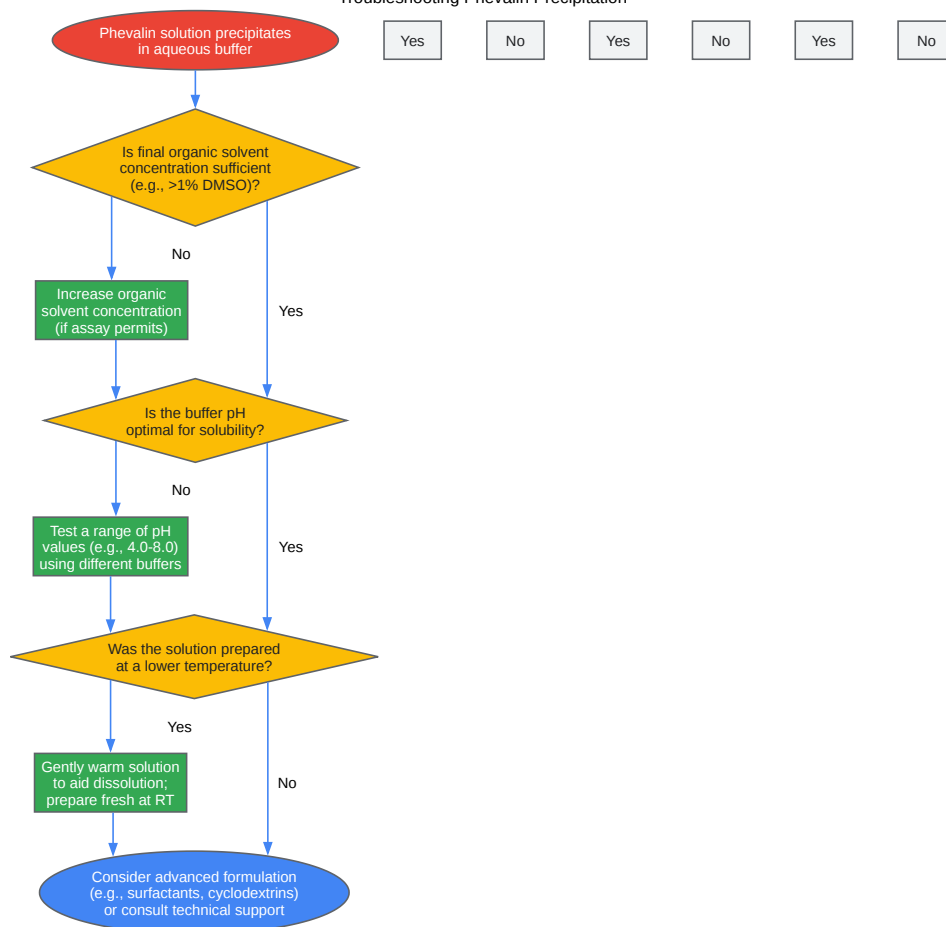 Troubleshooting Phevalin Precipitation
Phevalin solution precipitates
in aqueous buffer
Yes
No
Yes
No
Yes
No
Is final organic solvent
concentration sufficient
(e.g., >1% DMSO)?
No
Increase organic
solvent concentration
(if assay permits)
Yes
Is the buffer pH
optimal for solubility?
No
Test a range of pH
values (e.g., 4.0-8.0)
using different buffers
Yes
Was the solution prepared
at a lower temperature?
Yes
Gently warm solution
to aid dissolution;
prepare fresh at RT
No
Consider advanced formulation
(e.g., surfactants, cyclodextrins)
or consult technical support